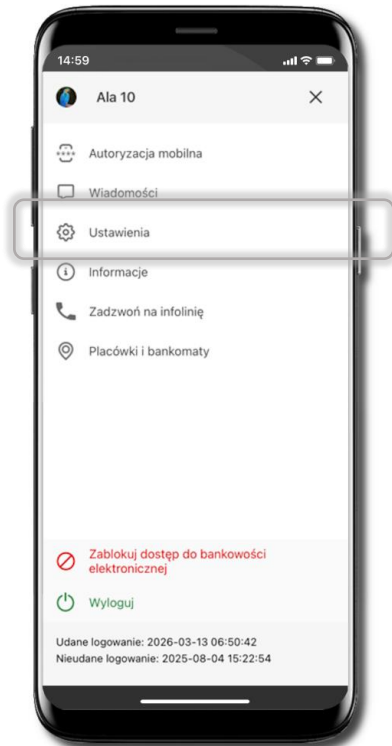 14:59
Ala 10
Autoryzacja mobilna
Wiadomości
Ustawienia
Informacje
Zadzwoń na infolinię
Placówki i bankomaty
Zablokuj dostęp do bankowości
elektronicznej
Wyloguj
Udane logowanie: 2026-03-13 06:50:42
Nieudane logowanie: 2025-08-04 15:22:54